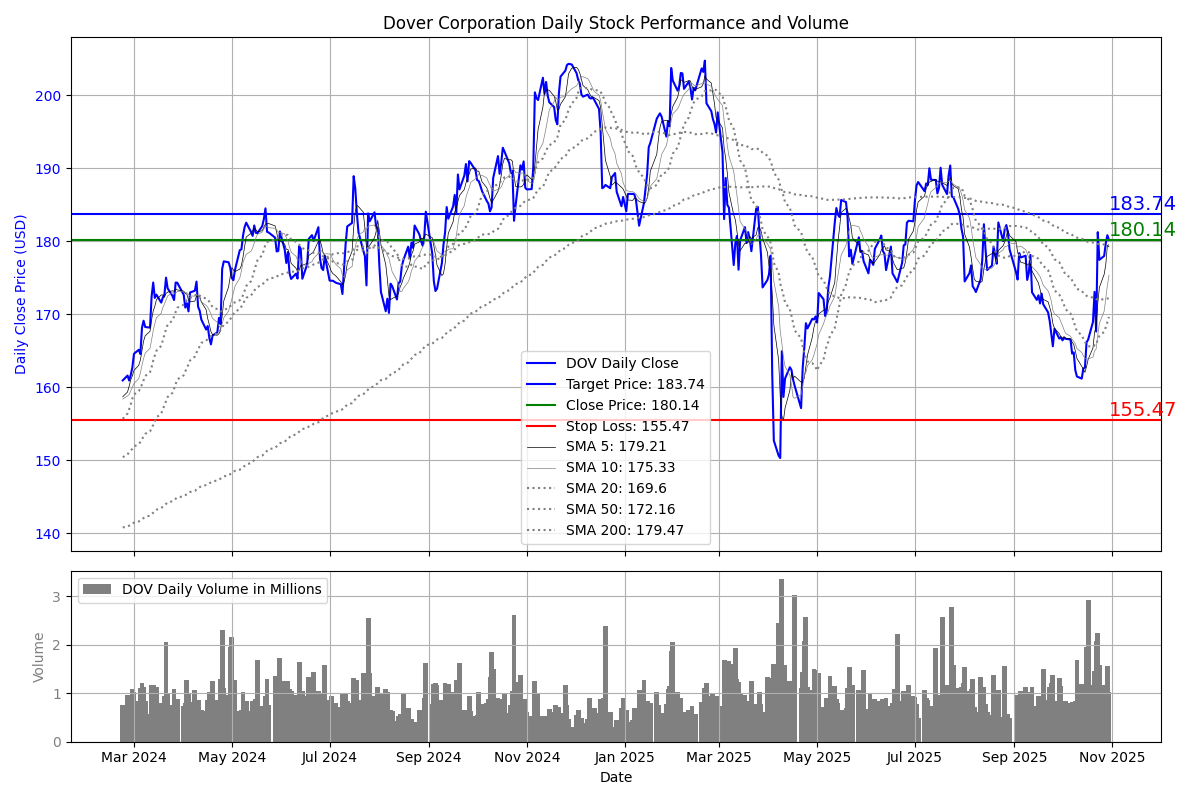 Dover Corporation Daily Stock Performance and Volume
Daily Close Price (USD)
200
190
180
170
160
150
140
183.74
180.14
155.47
DOV Daily Close
Target Price: 183.74
Close Price: 180.14
Stop Loss: 155.47
SMA 5: 179.21
SMA 10: 175.33
SMA 20: 169.6
SMA 50: 172.16
SMA 200: 179.47
DOV Daily Volume in Millions
Volume
3
2
1
0
Mar 2024 May 2024 Jul 2024 Sep 2024 Nov 2024 Jan 2025 Mar 2025 May 2025 Jul 2025 Sep 2025 Nov 2025
Date